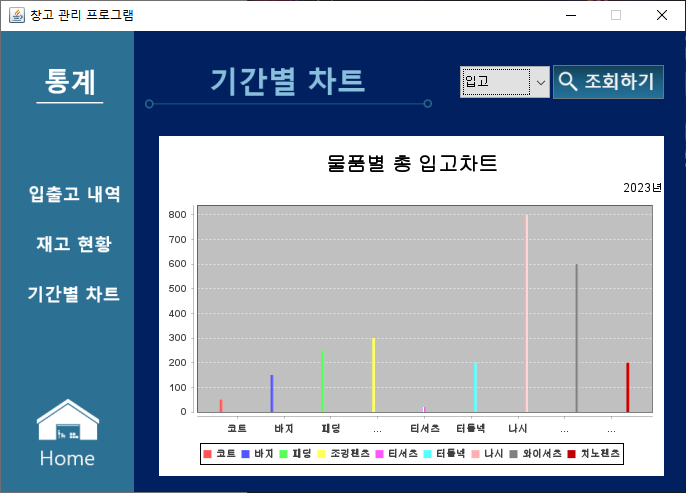 창고 관리 프로그램
통계
기간별 차트
입고
조회하기
입출고 내역
재고 현황
기간별 차트
Home
물품별 총 입고차트
2023년
800
700
600
500
400
300
200
100
0
코트 바지 패딩 ... 티셔츠 터틀넥 나시 ... ...
코트 바지 패딩 조깅팬츠 티셔츠 터틀넥 나시 와이셔츠 치노팬츠